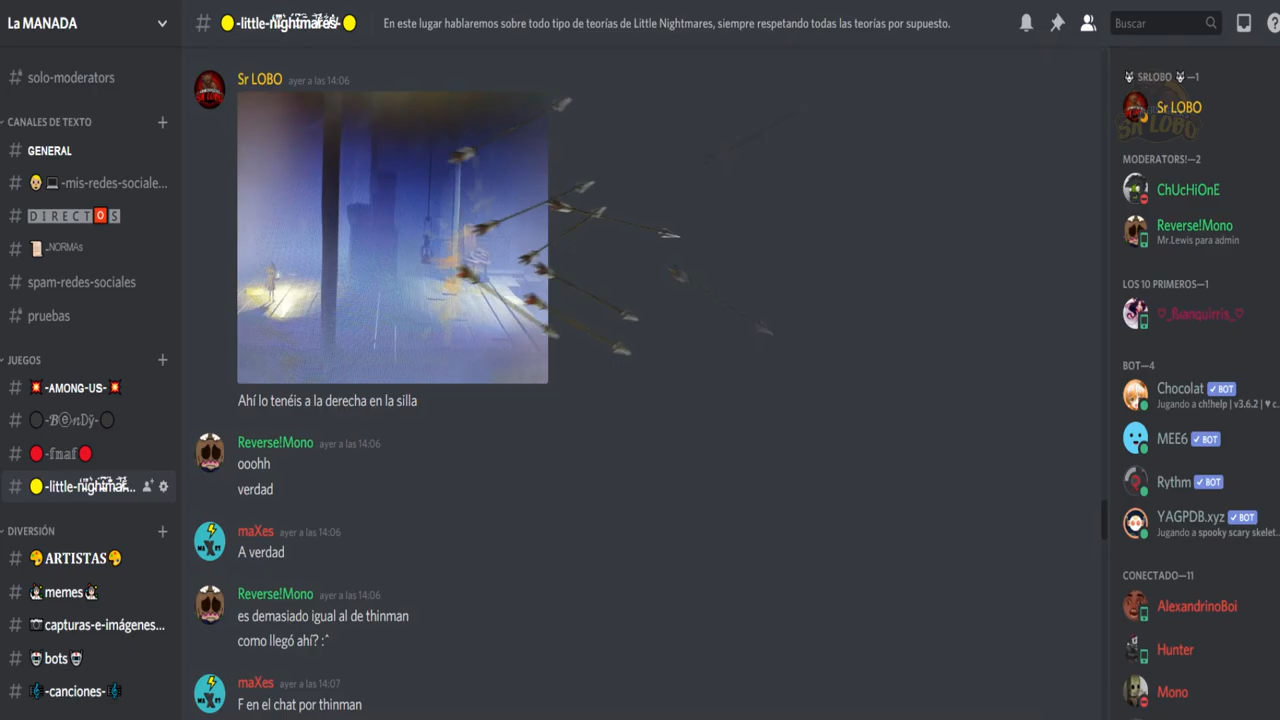 La MANADA
solo-moderators
CANALES DE TEXTO
GENERAL
-mis-redes-sociale...
DIRECTOS
-NORMAs
spam-redes-sociales
pruebas
JUEGOS
-AMONG-US-
-BⓔnDy-
-fnaf
-little-nightmar...
DIVERSIÓN
ARTISTAS
memes
capturas-e-imágenes...
bots
-canciones-
-little-nightmares-
En este lugar hablaremos sobre todo tipo de teorías de Little Nightmares, siempre respetando todas las teorías por supuesto.
Buscar
Sr LOBO ayer a las 14:06
Ahí lo tenéis a la derecha en la silla
Reverse!Mono ayer a las 14:06
ooohh
verdad
maXes ayer a las 14:06
A verdad
Reverse!Mono ayer a las 14:06
es demasiado igual al de thinman
como llegó ahí? :^
maXes ayer a las 14:07
F en el chat por thinman
SRLOBO —1
Sr LOBO
SR LOBO
MODERATORS!—2
ChUcHiOnE
Reverse!Mono
Mr.Lewis para admin
LOS 10 PRIMEROS—1
♡_ßlanquirris_♡
BOT—4
Chocolat ✓ BOT
Jugando a ch!help | v3.6.2 | ♥ c...
MEE6 ✓ BOT
Rythm ✓ BOT
YAGPDB.xyz ✓ BOT
Jugando a spooky scary skelet...
CONECTADO—11
AlexandrinoBoi
Hunter
Mono